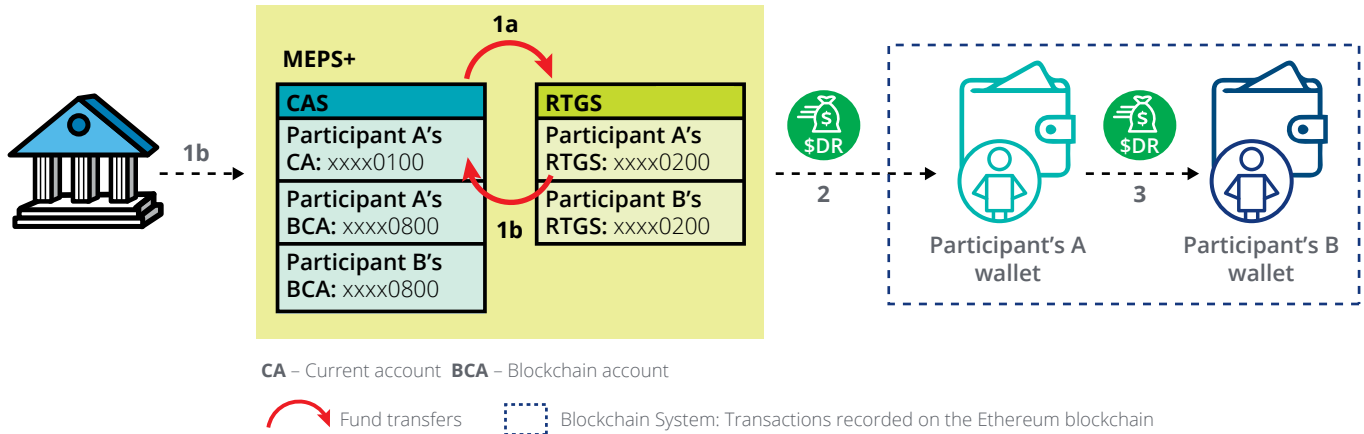 1a
MEPS+
CAS
RTGS
Participant A's
CA: xxxx0100
Participant A's
RTGS: xxxx0200
1b
Participant A's
BCA: xxxx0800
1b
Participant B's
RTGS: xxxx0200
Participant B's
BCA: xxxx0800
$
$DR
2
$
$DR
3
Participant's A
wallet
Participant's B
wallet
CA – Current account BCA – Blockchain account
Fund transfers
Blockchain System: Transactions recorded on the Ethereum blockchain